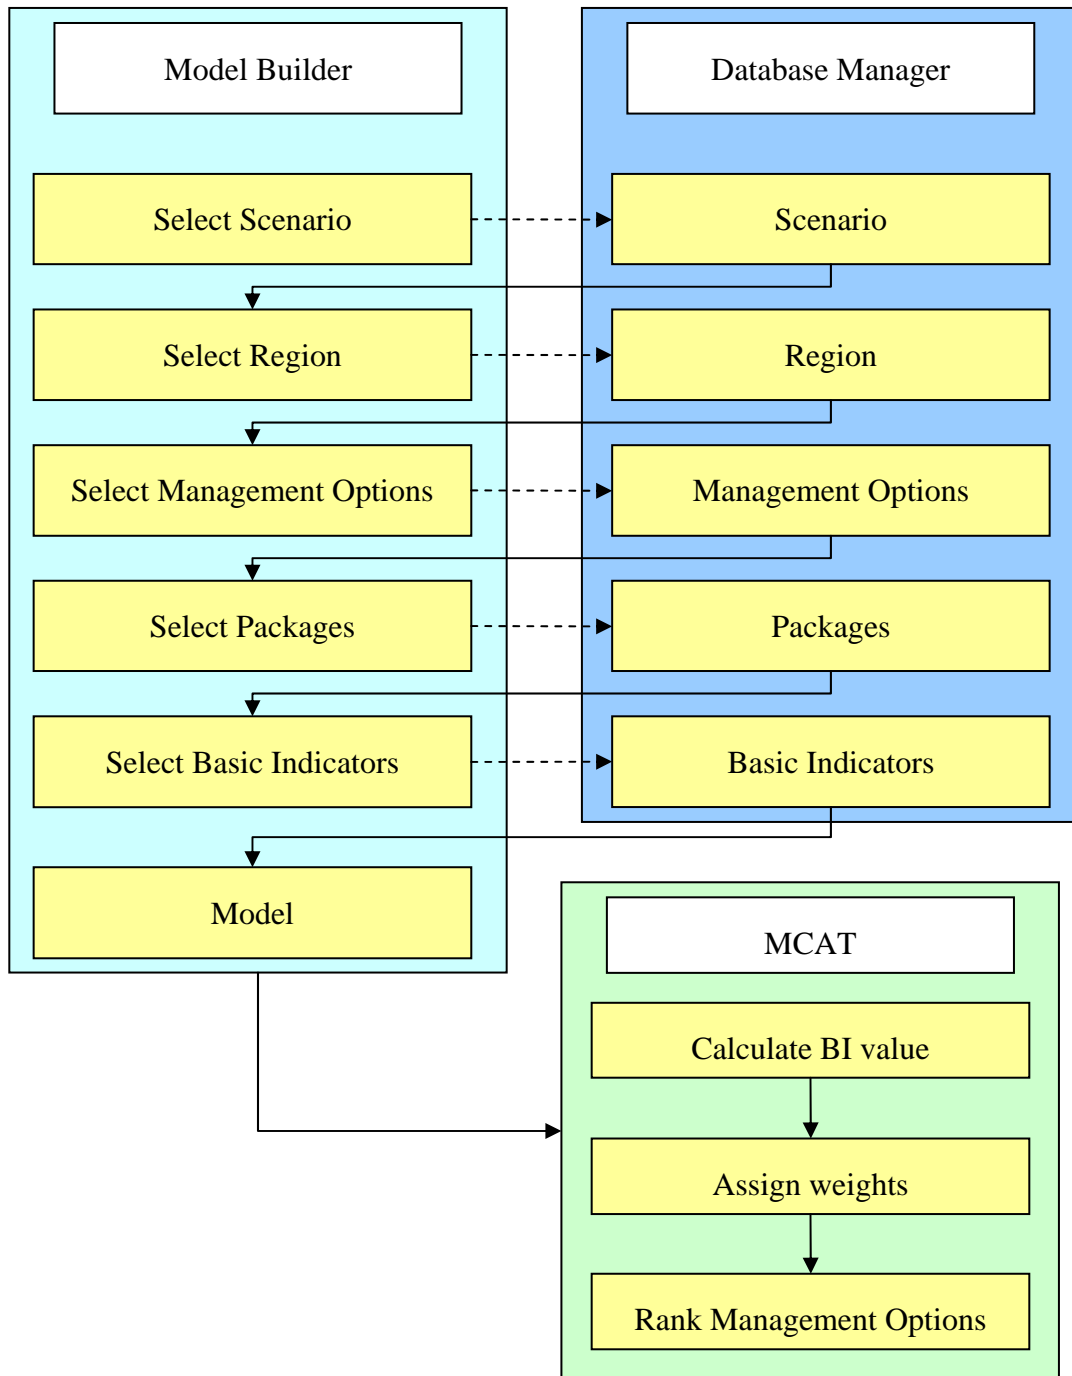 Model Builder
Database Manager
Select Scenario
Scenario
Select Region
Region
Select Management Options
Management Options
Select Packages
Packages
Select Basic Indicators
Basic Indicators
Model
MCAT
Calculate BI value
Assign weights
Rank Management Options